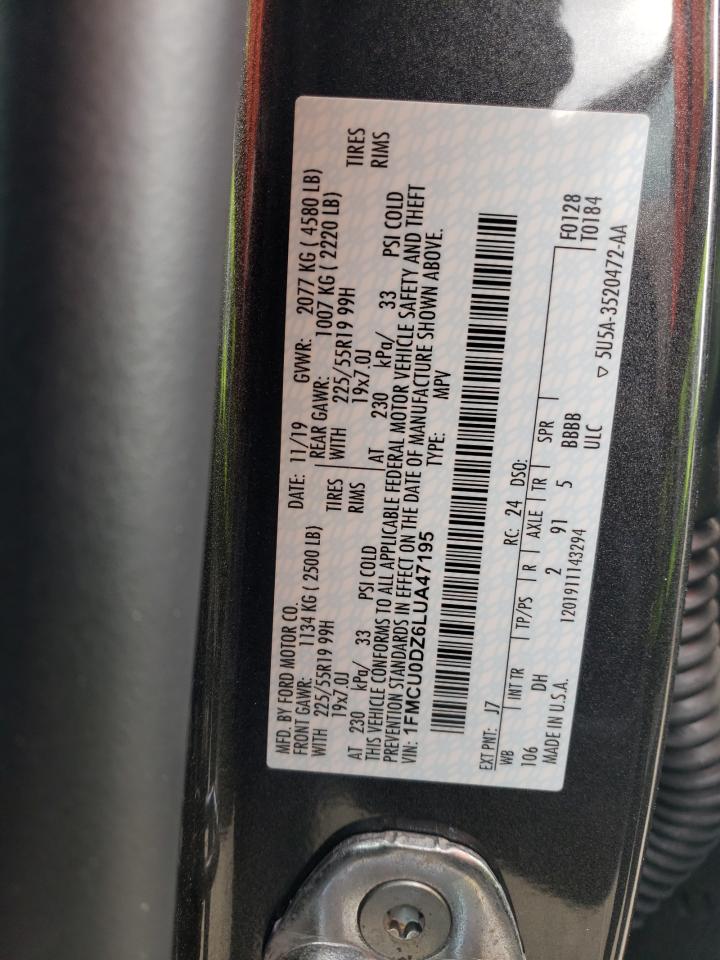 MFD. BY FORD MOTOR CO.
DATE: 11/19 GVWR: 2077 KG ( 4580 LB)
FRONT GAWR: 1134 KG ( 2500 LB) REAR GAWR: 1007 KG ( 2220 LB)
WITH 225/55R19 99H TIRES WITH 225/55R19 99H TIRES
19x7.0J RIMS 19x7.0J RIMS
AT 230 kPa/ 33 PSI COLD AT 230 kPa/ 33 PSI COLD
THIS VEHICLE CONFORMS TO ALL APPLICABLE FEDERAL MOTOR VEHICLE SAFETY AND THEFT
PREVENTION STANDARDS IN EFFECT ON THE DATE OF MANUFACTURE SHOWN ABOVE.
VIN: 1FMCU0DZ6LUA47195 TYPE: MPV
EXT PNT: J7 RC: 24 DSO: F0128
WB INT TR TP/PS R AXLE TR SPR T0184
106 DH 2 91 5 BBBB
MADE IN U.S.A. 1201911143294 ULC ▽ 5U5A-3520472-AA